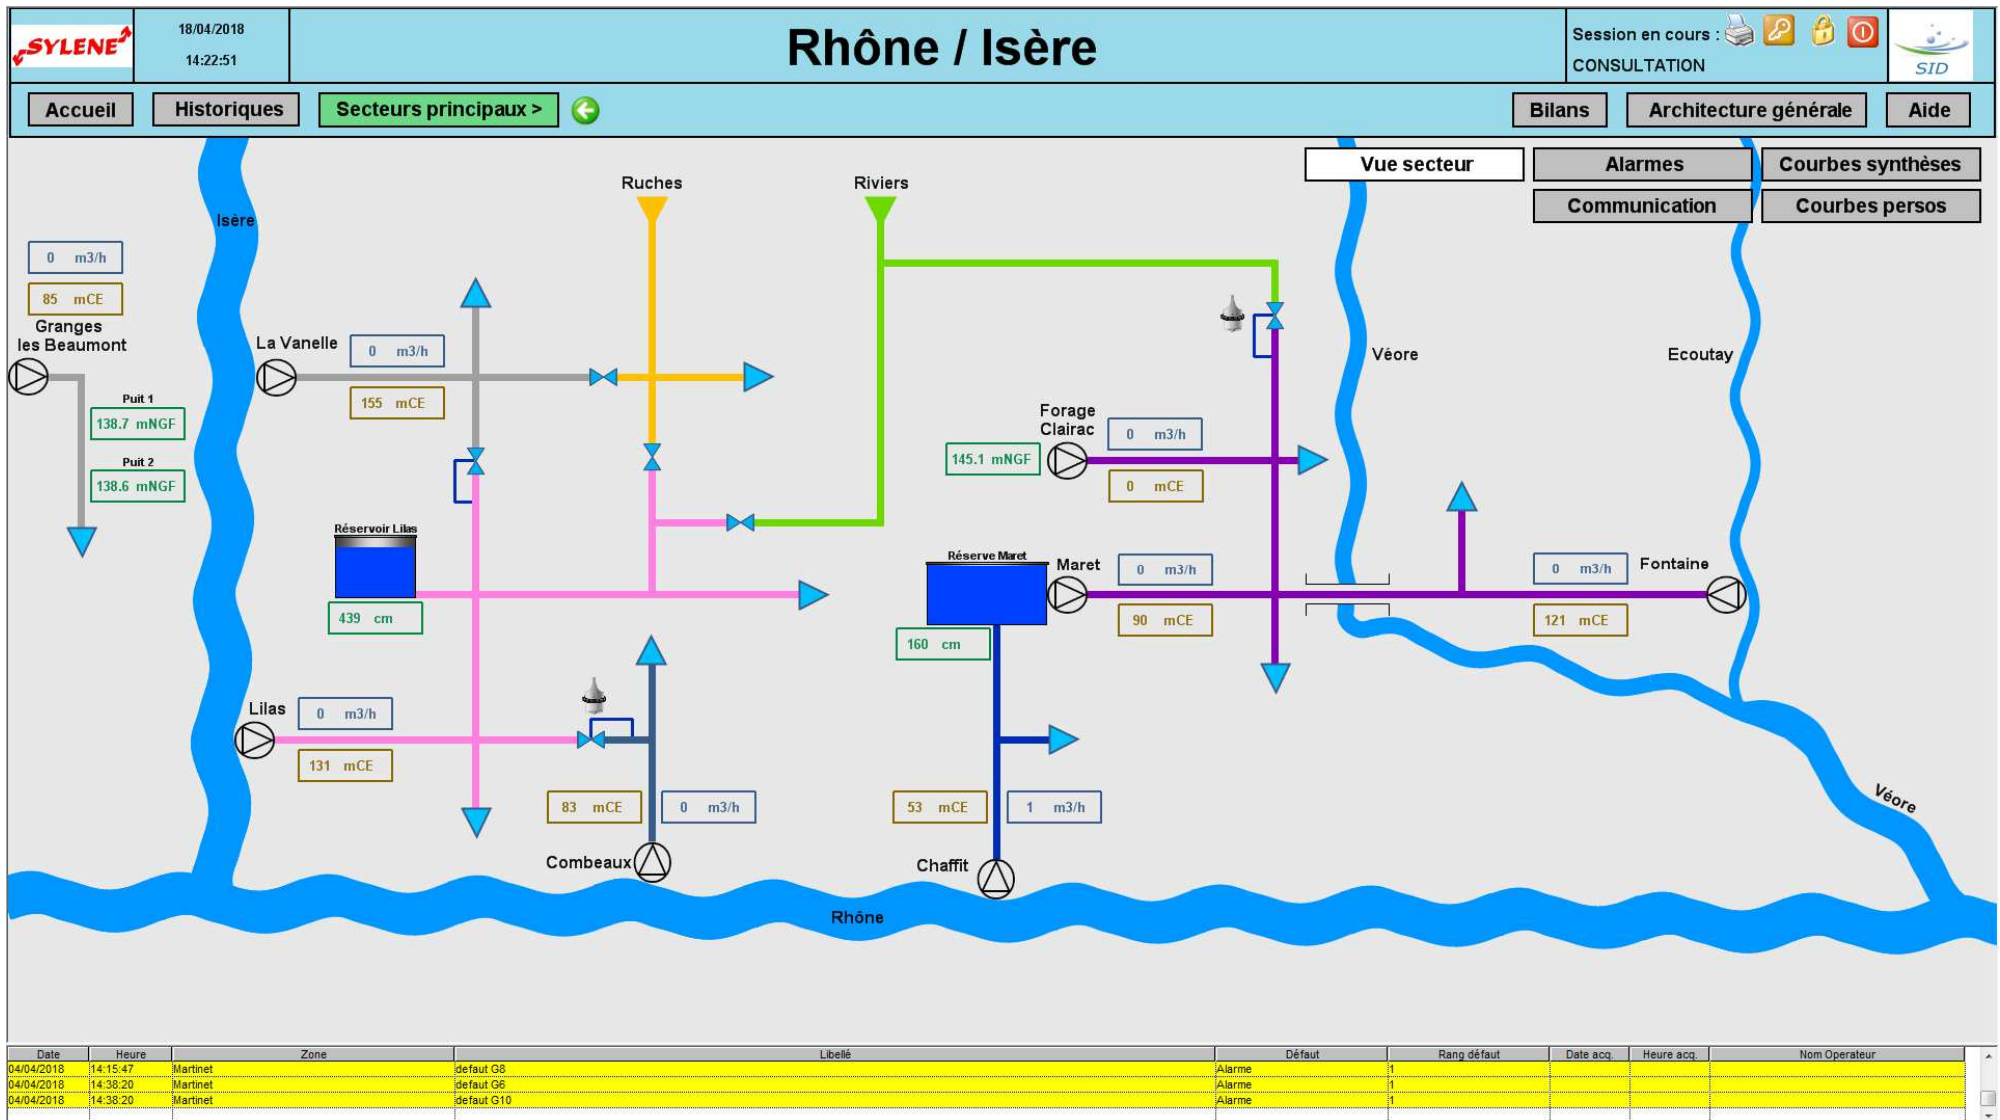 SYLENE
18/04/2018
14:22:51
Rhône / Isère
Session en cours :
CONSULTATION
SID
Accueil
Historiques
Secteurs principaux >
Bilans
Architecture générale
Aide
Vue secteur
Alarmes
Courbes synthèses
Communication
Courbes persos
Ruches
Riviers
Isère
0 m3/h
85 mCE
Granges
les Beaumont
La Vanelle
0 m3/h
155 mCE
Véore
Ecoutay
Puit 1
138.7 mNGF
Puit 2
138.6 mNGF
Forage
Clairac
0 m3/h
145.1 mNGF
0 mCE
Réservoir Lilas
439 cm
Réserve Maret
160 cm
Maret
0 m3/h
90 mCE
0 m3/h
Fontaine
121 mCE
Lilas
0 m3/h
131 mCE
83 mCE
0 m3/h
Combeaux
53 mCE
1 m3/h
Chaffit
Véore
Rhône
Date Heure Zone Libellé Défaut Rang défaut Date acq. Heure acq. Nom Operateur
04/04/2018 14:15:47 Martinet defaut G8 Alarme 1
04/04/2018 14:38:20 Martinet defaut G6 Alarme 1
04/04/2018 14:38:20 Martinet defaut G10 Alarme 1